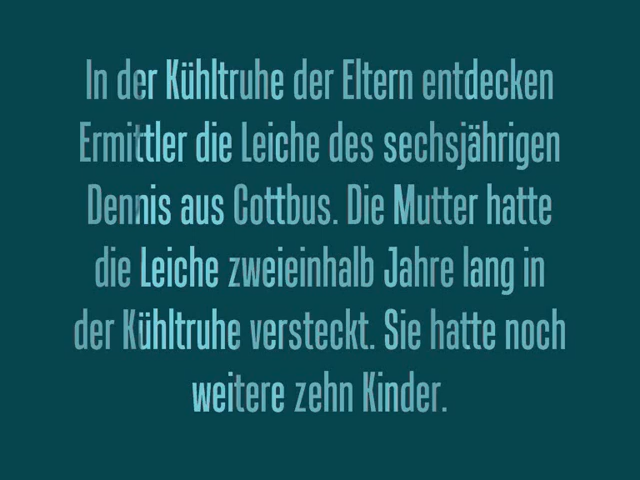 In der Kühltruhe der Eltern entdecken
Ermittler die Leiche des sechsjährigen
Dennis aus Cottbus. Die Mutter hatte
die Leiche zweieinhalb Jahre lang in
der Kühltruhe versteckt. Sie hatte noch
weitere zehn Kinder.